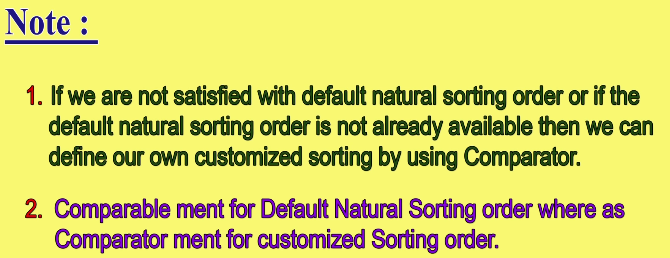 Note :
1. If we are not satisfied with default natural sorting order or if the
default natural sorting order is not already available then we can
define our own customized sorting by using Comparator.
2. Comparable ment for Default Natural Sorting order where as
Comparator ment for customized Sorting order.